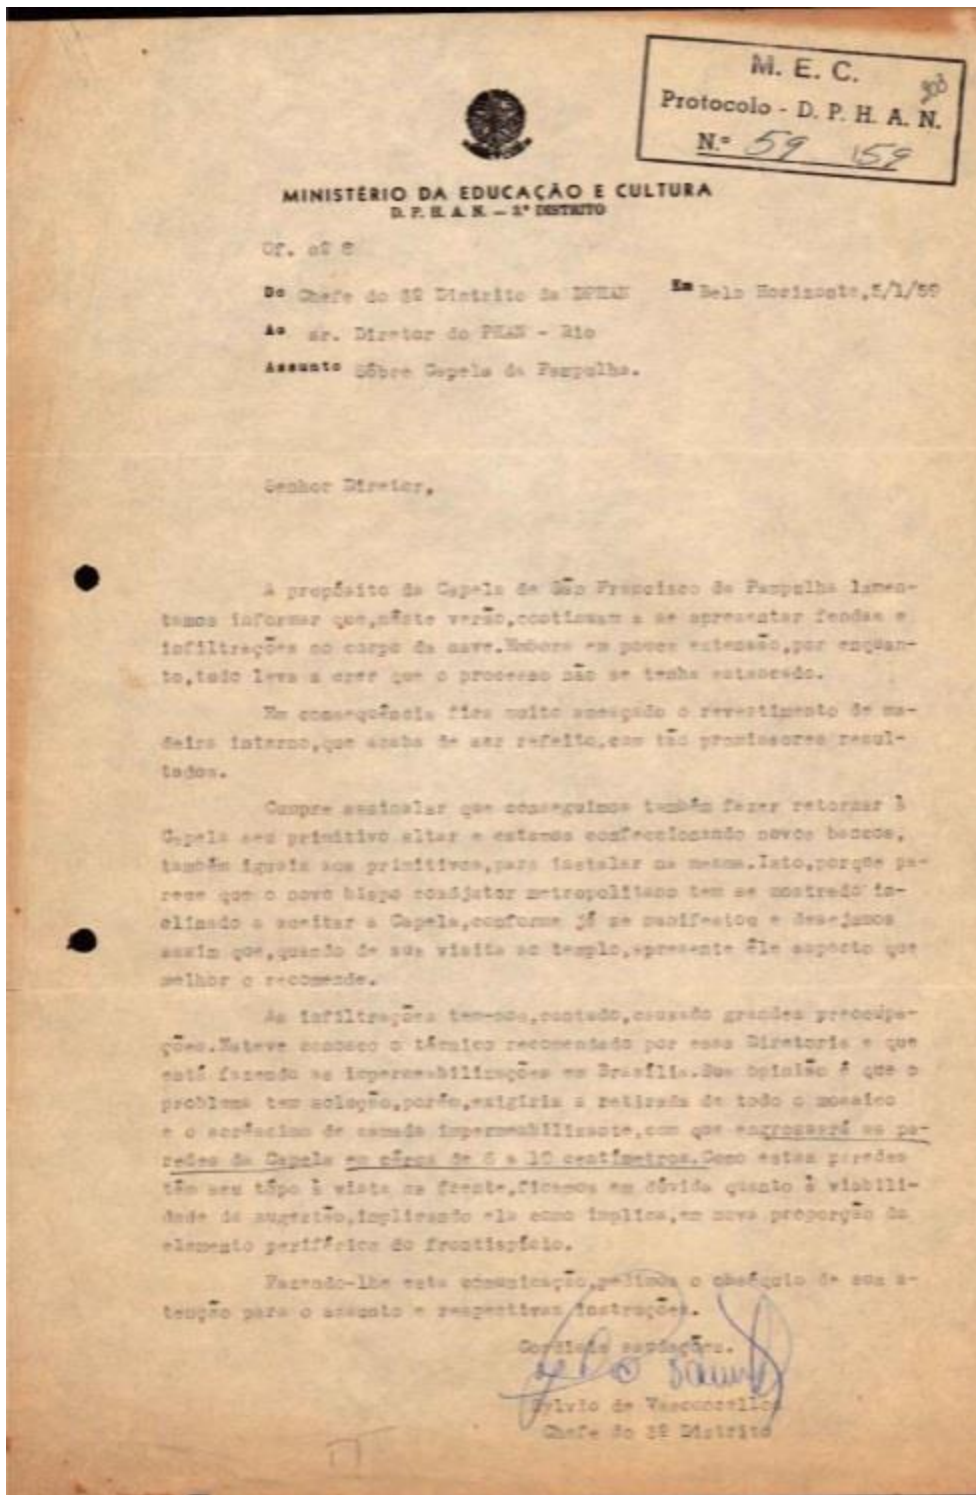 M. E. C.
303
Protocolo - D. P. H. A. N.
N.º 59 59
MINISTÉRIO DA EDUCAÇÃO E CULTURA
D. P. H. A. N. — 3º DISTRITO
Of. nº 8
Do Chefe do 3º Distrito da DPHAN Em Belo Horizonte, 5/1/59
Ao sr. Diretor do PHAN - Rio
Assunto Sôbre Capela da Pampulha.
Senhor Diretor,
A propósito da Capela de São Francisco da Pampulha lamen-
tamos informar que,nêste verão,continuam a se apresentar fendas e
infiltrações no corpo da nave.Embora em pouca extensão,por enquan-
to,tudo leva a crer que o processo não se tenha estancado.
Em consequência fica muito ameaçado o revestimento de ma-
deira interno,que acaba de ser refeito,com tão promissores resul-
tados.
Cumpre assinalar que conseguimos também fazer retornar à
Capela seu primitivo altar e estamos confeccionando novos bancos,
também iguais aos primitivos,para instalar na mesma.Isto,porque pa-
rece que o novo bispo coadjutor metropolitano tem se mostrado in-
clinado a aceitar a Capela,conforme já se manifestou e desejamos
assim que,quando de sua visita ao templo,apresente êle aspecto que
melhor o recomende.
As infiltrações tem-nos,contudo,causado grandes preocupa-
ções.Esteve conosco o técnico recomendado por essa Diretoria e que
está fazendo as impermeabilizações em Brasília.Sua opinião é que o
problema tem solução,porém,exigiria a retirada de todo o mosaico
e o acréscimo de camada impermeabilizante,com que engrossará as pa-
redes da Capela em cêrca de 6 a 10 centímetros.Como estas paredes
têm seu tôpo à vista na frente,ficamos em dúvida quanto à viabili-
dade da sugestão,implicando ela como implica,em nova proporção do
elemento periférico do frontispício.
Fazendo-lhe esta comunicação,pedimos o obséquio de sua a-
tenção para o assunto e respectivas instruções.
Cordiais saudações.
Sylvio de Vasconcellos
Chefe do 3º Distrito